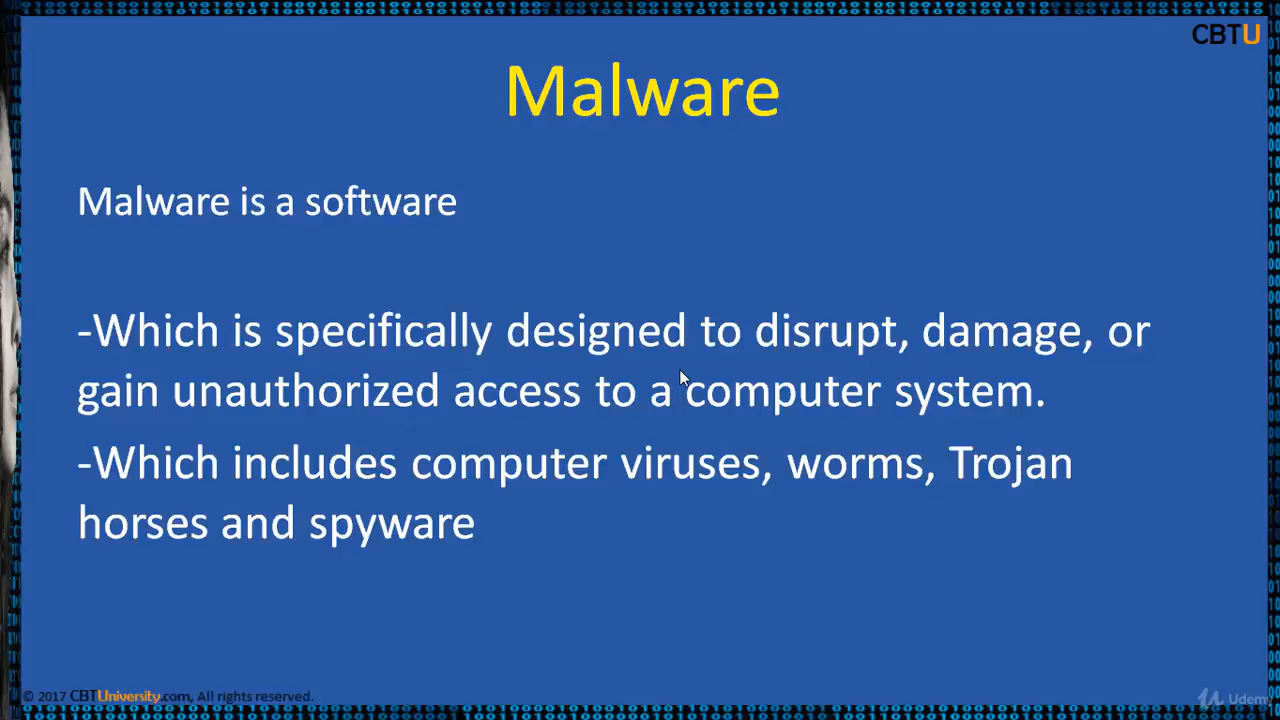 CBTU
Malware
Malware is a software
-Which is specifically designed to disrupt, damage, or
gain unauthorized access to a computer system.
-Which includes computer viruses, worms, Trojan
horses and spyware
© 2017 CBTUniversity.com, All rights reserved.
Udemy